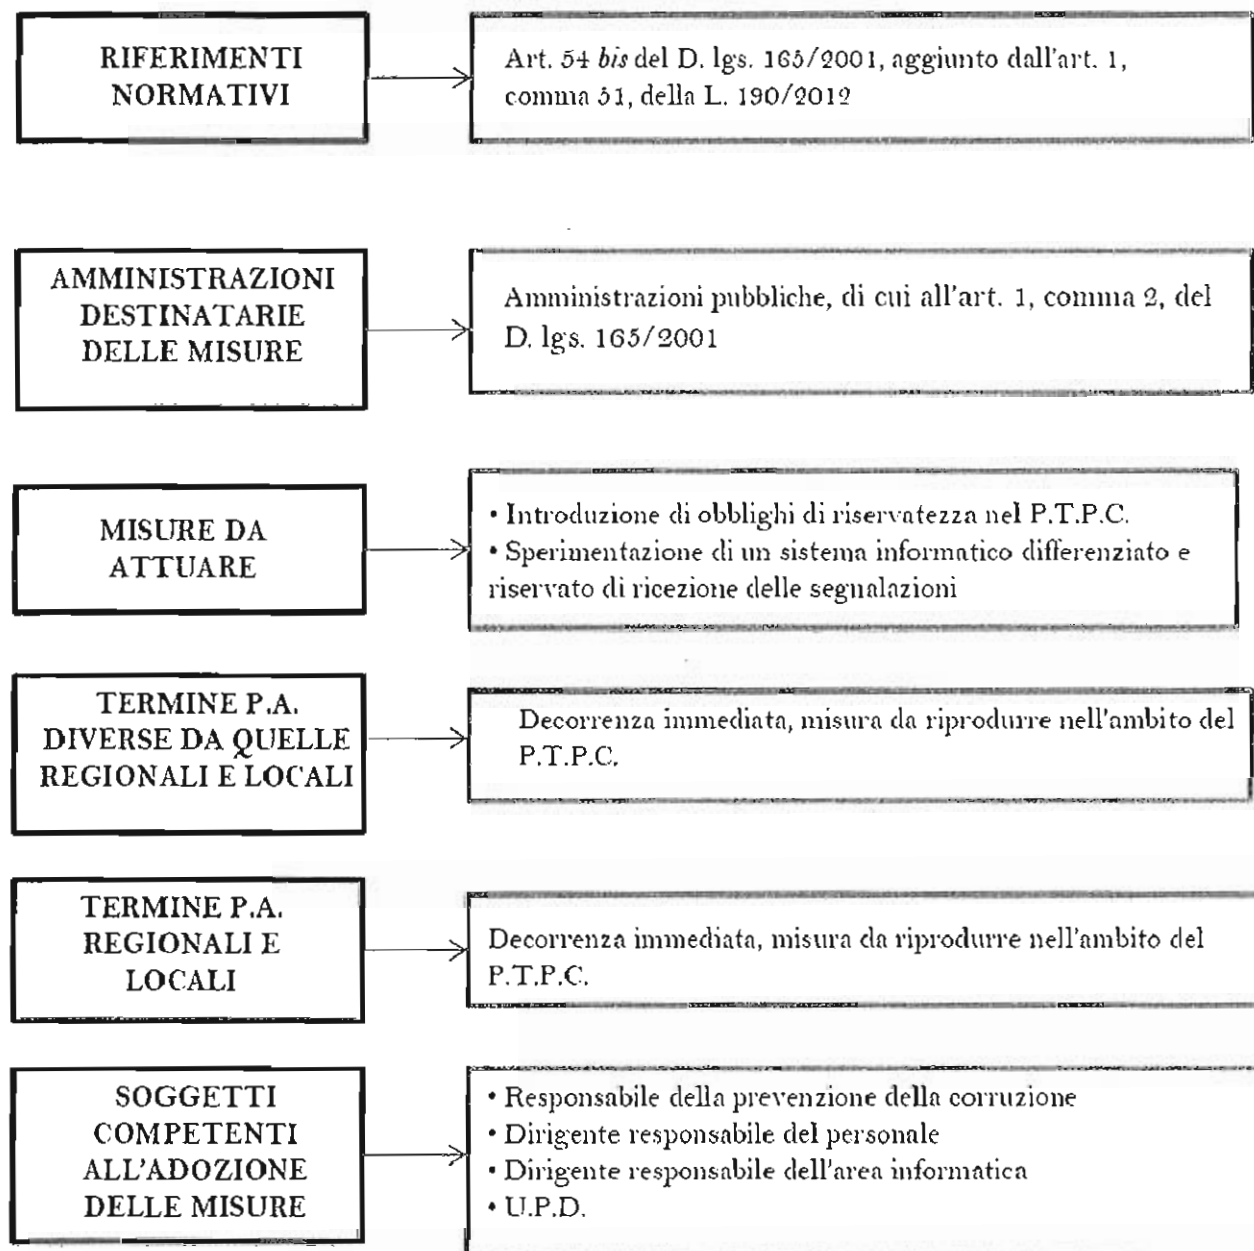 RIFERIMENTI
NORMATIVI
Art. 54 bis del D. lgs. 165/2001, aggiunto dall'art. 1,
comma 51, della L. 190/2012
AMMINISTRAZIONI
DESTINATARIE
DELLE MISURE
Amministrazioni pubbliche, di cui all'art. 1, comma 2, del
D. lgs. 165/2001
MISURE DA
ATTUARE
• Introduzione di obblighi di riservatezza nel P.T.P.C.
• Sperimentazione di un sistema informatico differenziato e
riservato di ricezione delle segnalazioni
TERMINE P.A.
DIVERSE DA QUELLE
REGIONALI E LOCALI
Decorrenza immediata, misura da riprodurre nell'ambito del
P.T.P.C.
TERMINE P.A.
REGIONALI E
LOCALI
Decorrenza immediata, misura da riprodurre nell'ambito del
P.T.P.C.
SOGGETTI
COMPETENTI
ALL'ADOZIONE
DELLE MISURE
• Responsabile della prevenzione della corruzione
• Dirigente responsabile del personale
• Dirigente responsabile dell'area informatica
• U.P.D.